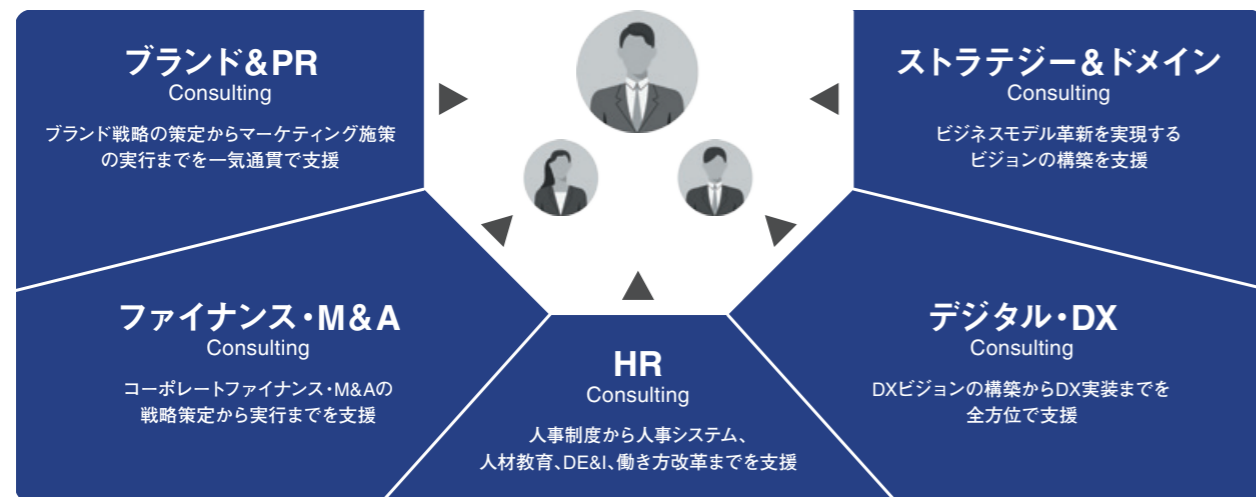 ブランド&PR
Consulting
ブランド戦略の策定からマーケティング施策
の実行までを一気通貫で支援
ストラテジー&ドメイン
Consulting
ビジネスモデル革新を実現する
ビジョンの構築を支援
ファイナンス・M&A
Consulting
コーポレートファイナンス・M&Aの
戦略策定から実行までを支援
HR
Consulting
人事制度から人事システム、
人材教育、DE&I、働き方改革までを支援
デジタル・DX
Consulting
DXビジョンの構築からDX実装までを
全方位で支援